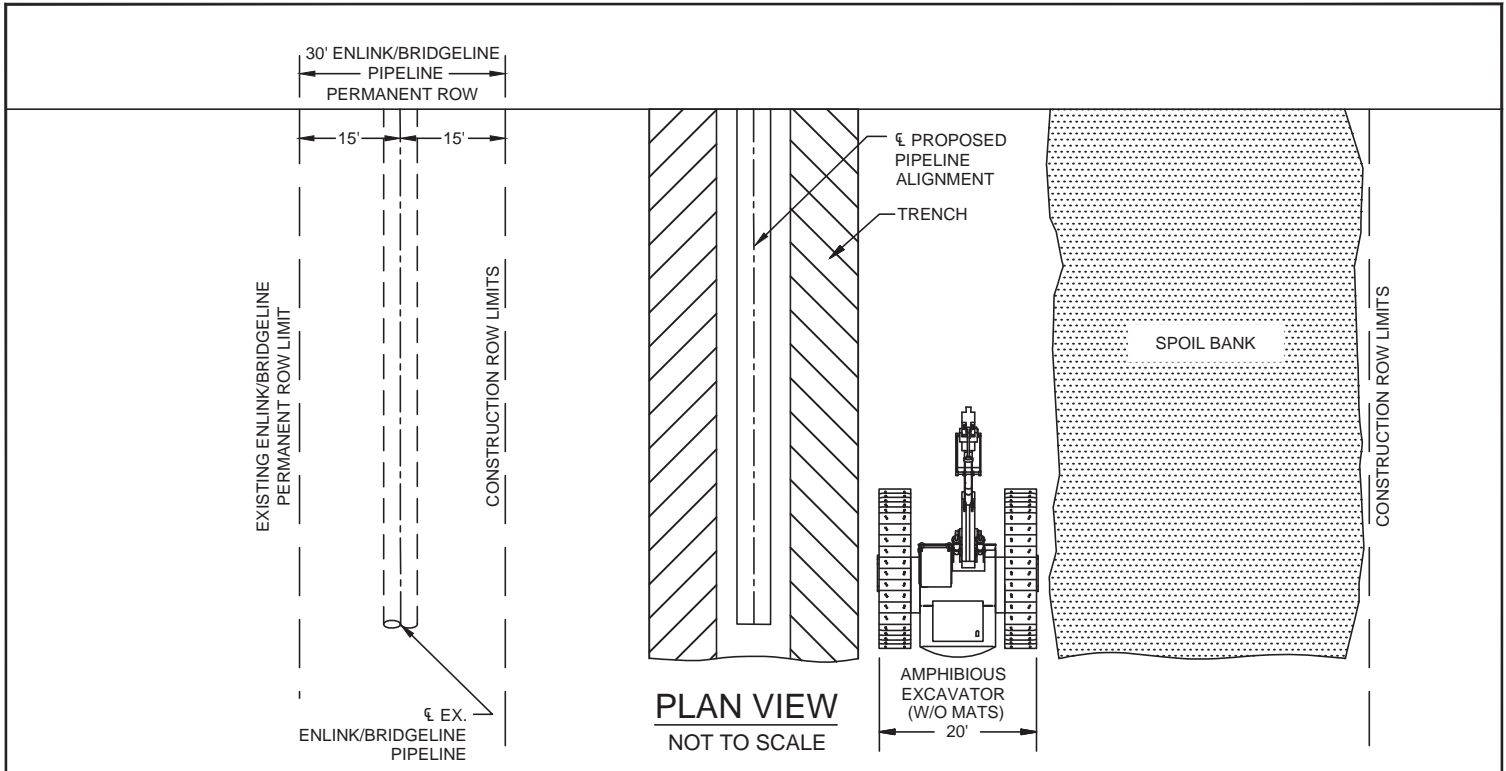 30' ENLINK/BRIDGELINE
PIPELINE
PERMANENT ROW
15'
15'
℄ PROPOSED
PIPELINE
ALIGNMENT
TRENCH
EXISTING ENLINK/BRIDGELINE
PERMANENT ROW LIMIT
CONSTRUCTION ROW LIMITS
SPOIL BANK
CONSTRUCTION ROW LIMITS
℄ EX.
ENLINK/BRIDGELINE
PIPELINE
PLAN VIEW
NOT TO SCALE
AMPHIBIOUS
EXCAVATOR
(W/O MATS)
20'